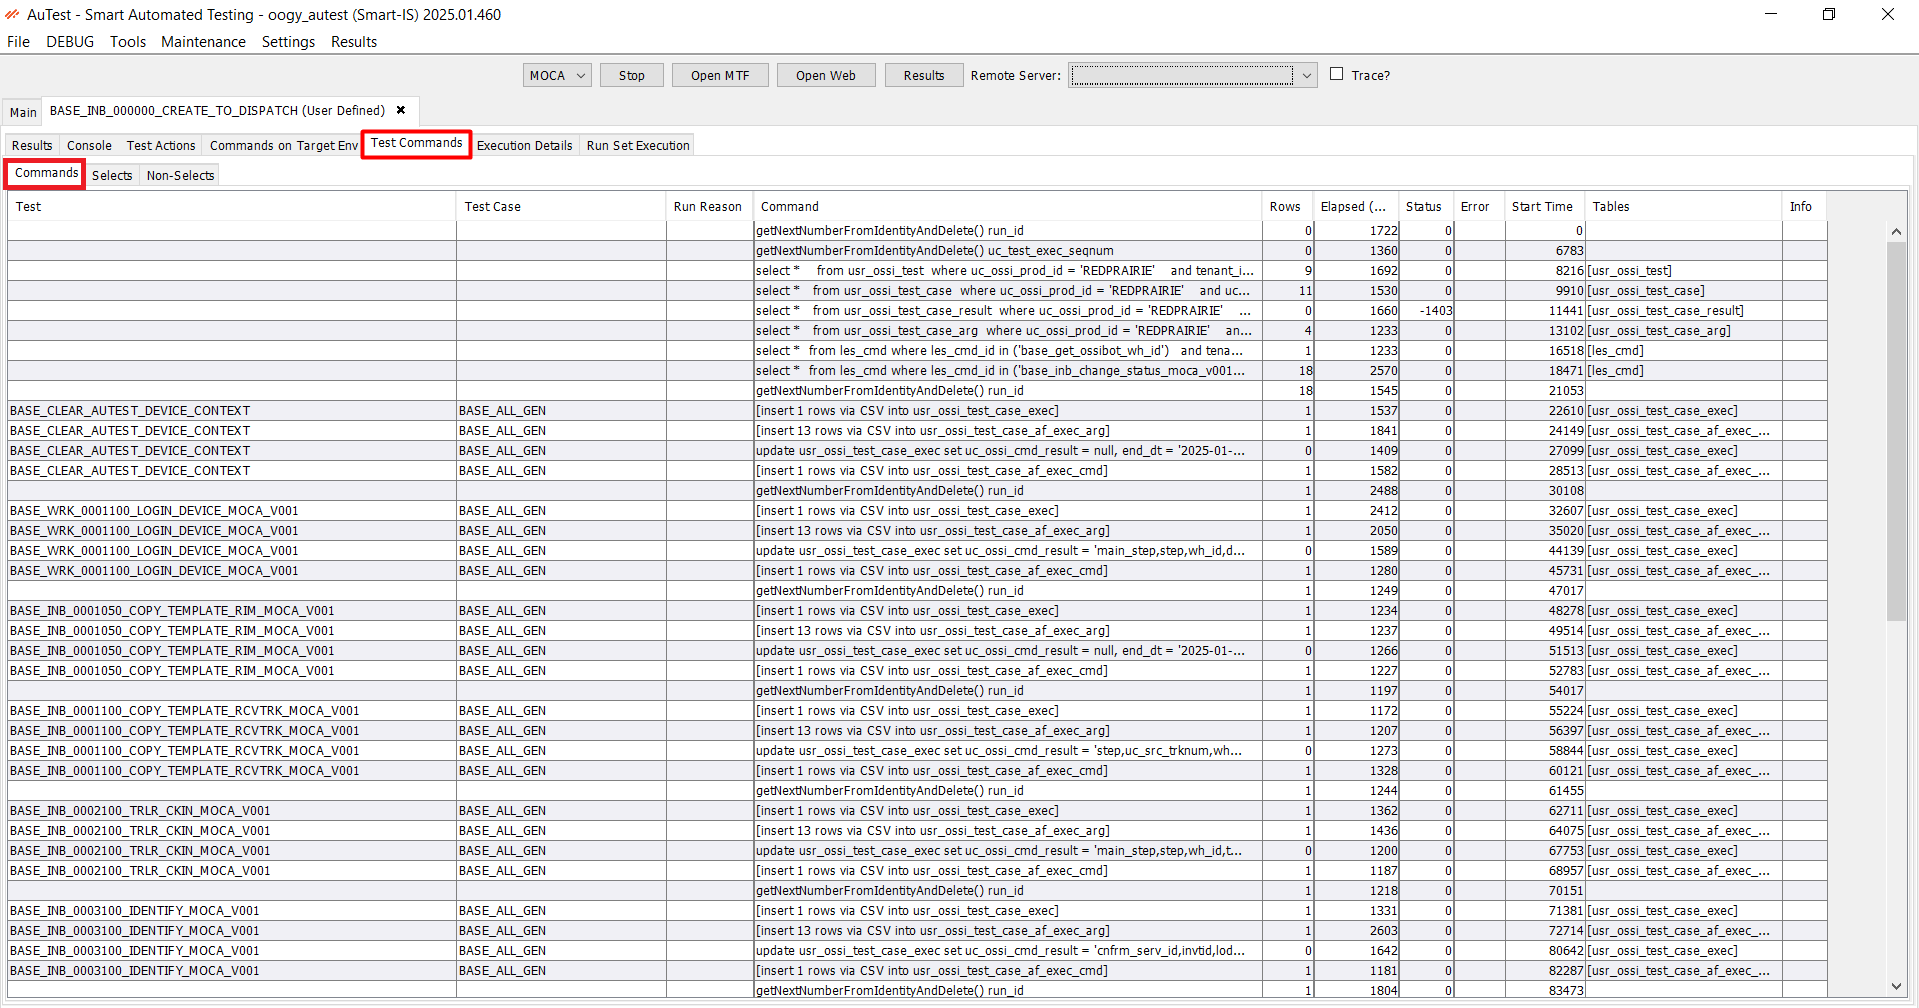 AuTest - Smart Automated Testing - oogy_autest (Smart-IS) 2025.01.460
File DEBUG Tools Maintenance Settings Results
MOCA Stop Open MTF Open Web Results Remote Server: Trace?
Main BASE_INB_000000_CREATE_TO_DISPATCH (User Defined)
Results Console Test Actions Commands on Target Env Test Commands Execution Details Run Set Execution
Commands Selects Non-Selects
Test Test Case Run Reason Command Rows Elapsed (... Status Error Start Time Tables Info
getNextNumberFromIdentityAndDelete() run_id 0 1722 0 0
getNextNumberFromIdentityAndDelete() uc_test_exec_seqnum 0 1360 0 6783
select * from usr_ossi_test where uc_ossi_prod_id = 'REDPRAIRIE' and tenant_i... 9 1692 0 8216 [usr_ossi_test]
select * from usr_ossi_test_case where uc_ossi_prod_id = 'REDPRAIRIE' and uc... 11 1530 0 9910 [usr_ossi_test_case]
select * from usr_ossi_test_case_result where uc_ossi_prod_id = 'REDPRAIRIE' ... 0 1660 -1403 11441 [usr_ossi_test_case_result]
select * from usr_ossi_test_case_arg where uc_ossi_prod_id = 'REDPRAIRIE' an... 4 1233 0 13102 [usr_ossi_test_case_arg]
select * from les_cmd where les_cmd_id in ('base_get_ossibot_wh_id') and tena... 1 1233 0 16518 [les_cmd]
select * from les_cmd where les_cmd_id in ('base_inb_change_status_moca_v001... 18 2570 0 18471 [les_cmd]
getNextNumberFromIdentityAndDelete() run_id 18 1545 0 21053
BASE_CLEAR_AUTEST_DEVICE_CONTEXT BASE_ALL_GEN [insert 1 rows via CSV into usr_ossi_test_case_exec] 1 1537 0 22610 [usr_ossi_test_case_exec]
BASE_CLEAR_AUTEST_DEVICE_CONTEXT BASE_ALL_GEN [insert 13 rows via CSV into usr_ossi_test_case_af_exec_arg] 1 1841 0 24149 [usr_ossi_test_case_af_exec_...
BASE_CLEAR_AUTEST_DEVICE_CONTEXT BASE_ALL_GEN update usr_ossi_test_case_exec set uc_ossi_cmd_result = null, end_dt = '2025-01-... 0 1409 0 27099 [usr_ossi_test_case_exec]
BASE_CLEAR_AUTEST_DEVICE_CONTEXT BASE_ALL_GEN [insert 1 rows via CSV into usr_ossi_test_case_af_exec_cmd] 1 1582 0 28513 [usr_ossi_test_case_af_exec_...
getNextNumberFromIdentityAndDelete() run_id 1 2488 0 30108
BASE_WRK_0001100_LOGIN_DEVICE_MOCA_V001 BASE_ALL_GEN [insert 1 rows via CSV into usr_ossi_test_case_exec] 1 2412 0 32607 [usr_ossi_test_case_exec]
BASE_WRK_0001100_LOGIN_DEVICE_MOCA_V001 BASE_ALL_GEN [insert 13 rows via CSV into usr_ossi_test_case_af_exec_arg] 1 2050 0 35020 [usr_ossi_test_case_af_exec_...
BASE_WRK_0001100_LOGIN_DEVICE_MOCA_V001 BASE_ALL_GEN update usr_ossi_test_case_exec set uc_ossi_cmd_result = 'main_step,step,wh_id,d... 0 1589 0 44139 [usr_ossi_test_case_exec]
BASE_WRK_0001100_LOGIN_DEVICE_MOCA_V001 BASE_ALL_GEN [insert 1 rows via CSV into usr_ossi_test_case_af_exec_cmd] 1 1280 0 45731 [usr_ossi_test_case_af_exec_...
getNextNumberFromIdentityAndDelete() run_id 1 1249 0 47017
BASE_INB_0001050_COPY_TEMPLATE_RIM_MOCA_V001 BASE_ALL_GEN [insert 1 rows via CSV into usr_ossi_test_case_exec] 1 1234 0 48278 [usr_ossi_test_case_exec]
BASE_INB_0001050_COPY_TEMPLATE_RIM_MOCA_V001 BASE_ALL_GEN [insert 13 rows via CSV into usr_ossi_test_case_af_exec_arg] 1 1237 0 49514 [usr_ossi_test_case_af_exec_...
BASE_INB_0001050_COPY_TEMPLATE_RIM_MOCA_V001 BASE_ALL_GEN update usr_ossi_test_case_exec set uc_ossi_cmd_result = null, end_dt = '2025-01-... 0 1266 0 51513 [usr_ossi_test_case_exec]
BASE_INB_0001050_COPY_TEMPLATE_RIM_MOCA_V001 BASE_ALL_GEN [insert 1 rows via CSV into usr_ossi_test_case_af_exec_cmd] 1 1227 0 52783 [usr_ossi_test_case_af_exec_...
getNextNumberFromIdentityAndDelete() run_id 1 1197 0 54017
BASE_INB_0001100_COPY_TEMPLATE_RCVTRK_MOCA_V001 BASE_ALL_GEN [insert 1 rows via CSV into usr_ossi_test_case_exec] 1 1172 0 55224 [usr_ossi_test_case_exec]
BASE_INB_0001100_COPY_TEMPLATE_RCVTRK_MOCA_V001 BASE_ALL_GEN [insert 13 rows via CSV into usr_ossi_test_case_af_exec_arg] 1 1207 0 56397 [usr_ossi_test_case_af_exec_...
BASE_INB_0001100_COPY_TEMPLATE_RCVTRK_MOCA_V001 BASE_ALL_GEN update usr_ossi_test_case_exec set uc_ossi_cmd_result = 'step,uc_src_trknum,wh... 0 1273 0 58844 [usr_ossi_test_case_exec]
BASE_INB_0001100_COPY_TEMPLATE_RCVTRK_MOCA_V001 BASE_ALL_GEN [insert 1 rows via CSV into usr_ossi_test_case_af_exec_cmd] 1 1328 0 60121 [usr_ossi_test_case_af_exec_...
getNextNumberFromIdentityAndDelete() run_id 1 1244 0 61455
BASE_INB_0002100_TRLR_CKIN_MOCA_V001 BASE_ALL_GEN [insert 1 rows via CSV into usr_ossi_test_case_exec] 1 1362 0 62711 [usr_ossi_test_case_exec]
BASE_INB_0002100_TRLR_CKIN_MOCA_V001 BASE_ALL_GEN [insert 13 rows via CSV into usr_ossi_test_case_af_exec_arg] 1 1436 0 64075 [usr_ossi_test_case_af_exec_...
BASE_INB_0002100_TRLR_CKIN_MOCA_V001 BASE_ALL_GEN update usr_ossi_test_case_exec set uc_ossi_cmd_result = 'main_step,step,wh_id,t... 0 1200 0 67753 [usr_ossi_test_case_exec]
BASE_INB_0002100_TRLR_CKIN_MOCA_V001 BASE_ALL_GEN [insert 1 rows via CSV into usr_ossi_test_case_af_exec_cmd] 1 1187 0 68957 [usr_ossi_test_case_af_exec_...
getNextNumberFromIdentityAndDelete() run_id 1 1218 0 70151
BASE_INB_0003100_IDENTIFY_MOCA_V001 BASE_ALL_GEN [insert 1 rows via CSV into usr_ossi_test_case_exec] 1 1331 0 71381 [usr_ossi_test_case_exec]
BASE_INB_0003100_IDENTIFY_MOCA_V001 BASE_ALL_GEN [insert 13 rows via CSV into usr_ossi_test_case_af_exec_arg] 1 2603 0 72714 [usr_ossi_test_case_af_exec_...
BASE_INB_0003100_IDENTIFY_MOCA_V001 BASE_ALL_GEN update usr_ossi_test_case_exec set uc_ossi_cmd_result = 'cnfrm_serv_id,invtid,lod... 0 1642 0 80642 [usr_ossi_test_case_exec]
BASE_INB_0003100_IDENTIFY_MOCA_V001 BASE_ALL_GEN [insert 1 rows via CSV into usr_ossi_test_case_af_exec_cmd] 1 1181 0 82287 [usr_ossi_test_case_af_exec_...
getNextNumberFromIdentityAndDelete() run_id 1 1804 0 83473